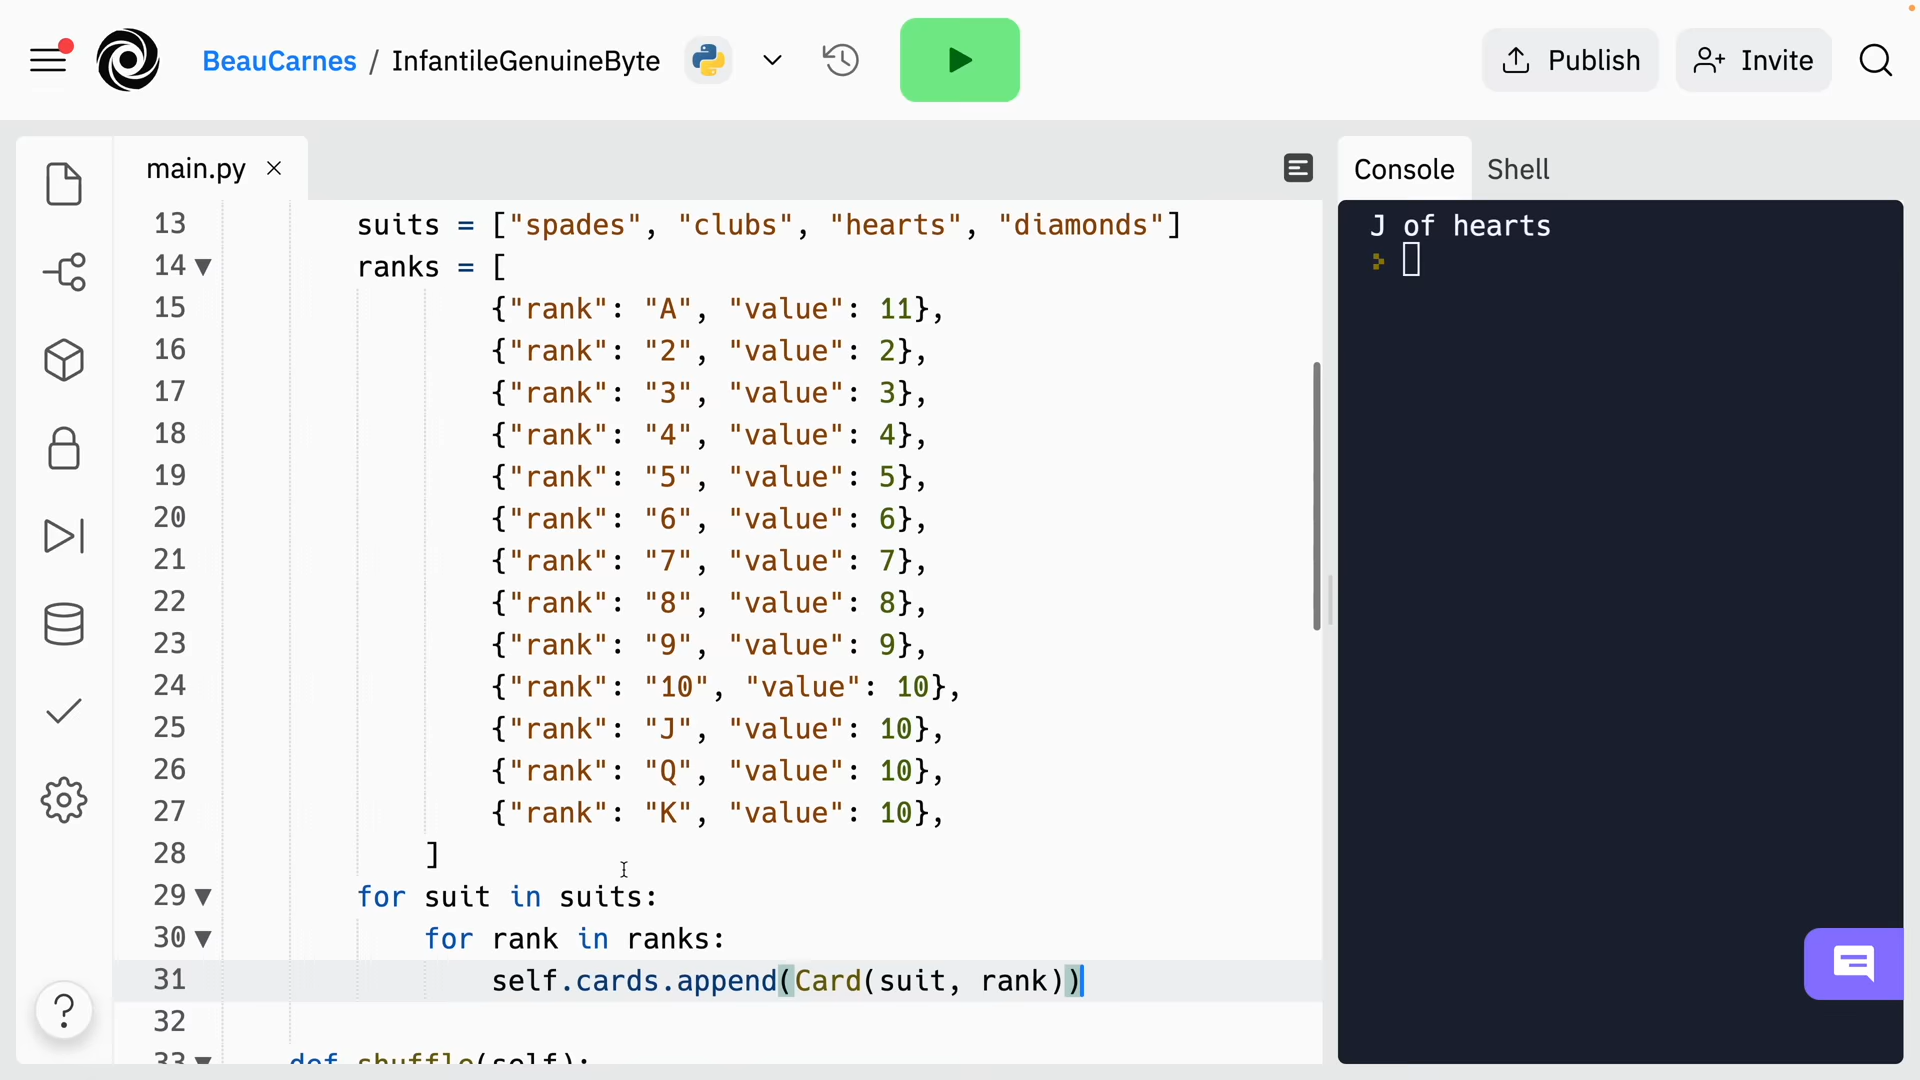 BeauCarnes / InfantileGenuineByte
Publish
Invite
main.py
Console
Shell
13 suits = ["spades", "clubs", "hearts", "diamonds"]
14 ranks = [
15 {"rank": "A", "value": 11},
16 {"rank": "2", "value": 2},
17 {"rank": "3", "value": 3},
18 {"rank": "4", "value": 4},
19 {"rank": "5", "value": 5},
20 {"rank": "6", "value": 6},
21 {"rank": "7", "value": 7},
22 {"rank": "8", "value": 8},
23 {"rank": "9", "value": 9},
24 {"rank": "10", "value": 10},
25 {"rank": "J", "value": 10},
26 {"rank": "Q", "value": 10},
27 {"rank": "K", "value": 10},
28 ]
29 for suit in suits:
30 for rank in ranks:
31 self.cards.append(Card(suit, rank))
32
33 def shuffle(self):
J of hearts
?